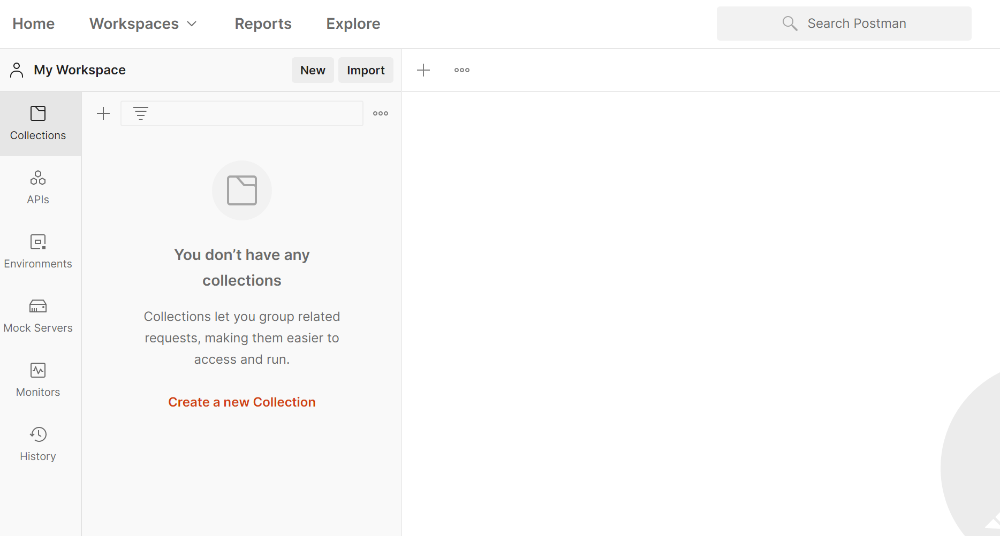 Home Workspaces Reports Explore Search Postman
My Workspace New Import
Collections
APIs
Environments
Mock Servers
Monitors
History
You don’t have any
collections
Collections let you group related
requests, making them easier to
access and run.
Create a new Collection